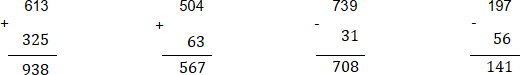 613 504 739 197
+ + - -
325 63 31 56
938 567 708 141